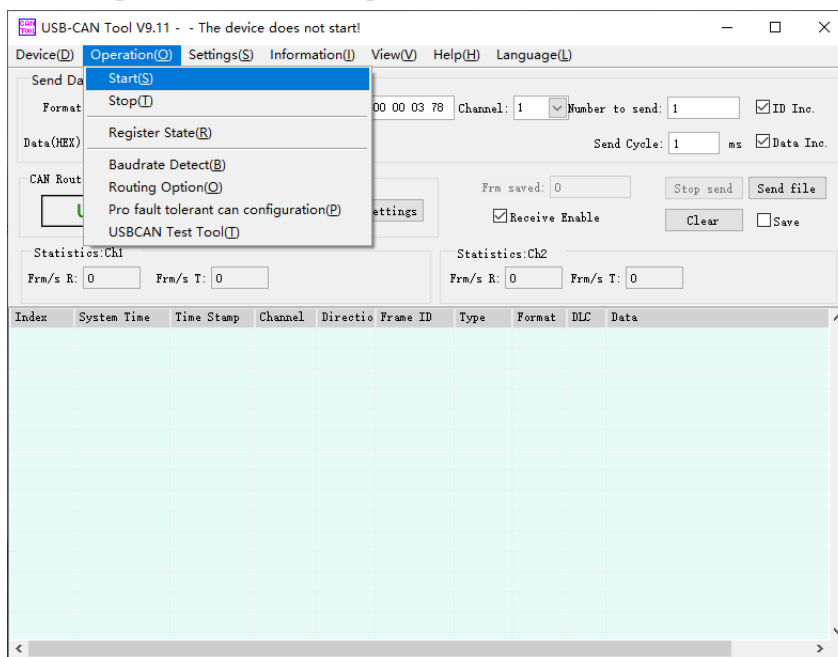 USB-CAN Tool V9.11 - - The device does not start!
Device(D) Operation(O) Settings(S) Information(I) View(V) Help(H) Language(L)
Send Da
Start(S)
Format
Stop(T)
00 00 03 78 Channel: 1 Number to send: 1 ID Inc.
Data(HEX)
Register State(R)
Send Cycle: 1 ms Data Inc.
Baudrate Detect(B)
CAN Rout
Routing Option(O)
Frm saved: 0 Stop send Send file
Pro fault tolerant can configuration(P)
ettings Receive Enable Clear Save
USBCAN Test Tool(T)
Statistics:Ch1 Statistics:Ch2
Frm/s R: 0 Frm/s T: 0 Frm/s R: 0 Frm/s T: 0
Index System Time Time Stamp Channel Directio Frame ID Type Format DLC Data